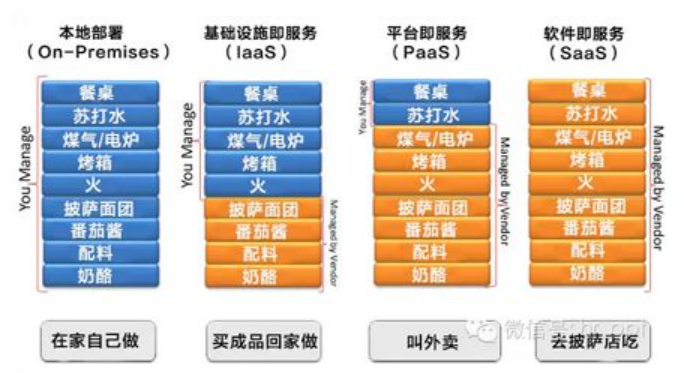 本地部署
(On-Premises)
You Manage
餐桌
苏打水
煤气/电炉
烤箱
火
披萨面团
番茄酱
配料
奶酪
在家自己做
基础设施即服务
(IaaS)
You Manage
餐桌
苏打水
煤气/电炉
烤箱
火
披萨面团
番茄酱
配料
奶酪
Managed by Vendor
买成品回家做
平台即服务
(PaaS)
You Manage
餐桌
苏打水
煤气/电炉
烤箱
火
披萨面团
番茄酱
配料
奶酪
Managed by Vendor
叫外卖
软件即服务
(SaaS)
餐桌
苏打水
煤气/电炉
烤箱
火
披萨面团
番茄酱
配料
奶酪
Managed by Vendor
去披萨店吃
微信号